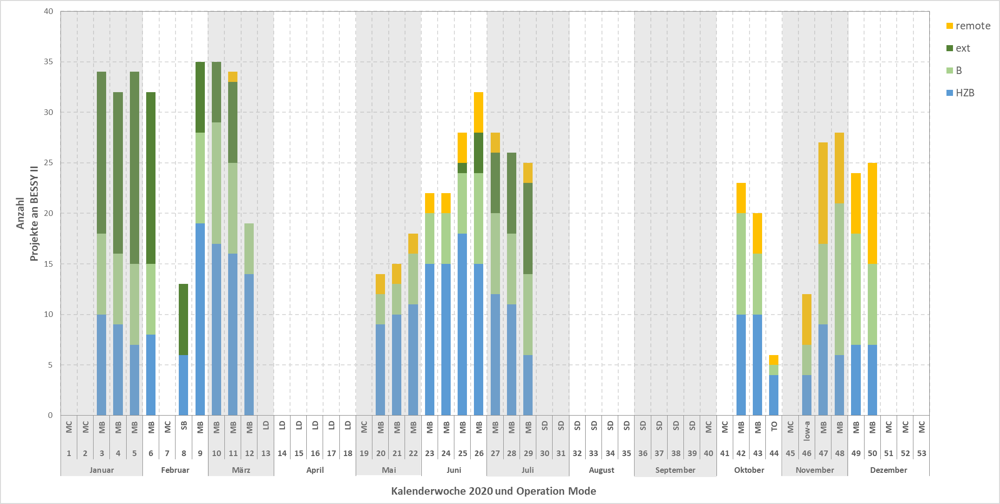 40
35
30
25
20
15
10
5
0
Anzahl
Projekte an BESSY II
remote
ext
B
HZB
MC MC MB MB MB MB MC SB MB MB MB MB LD LD LD LD LD LD MC MB MB MB MB MB MB MB MB MB MB SD SD SD SD SD SD SD SD SD SD MC MC MB MB TO MC low-a MB MB MB MB MC MC MC
1 2 3 4 5 6 7 8 9 10 11 12 13 14 15 16 17 18 19 20 21 22 23 24 25 26 27 28 29 30 31 32 33 34 35 36 37 38 39 40 41 42 43 44 45 46 47 48 49 50 51 52 53
Januar Februar März April Mai Juni Juli August September Oktober November Dezember
Kalenderwoche 2020 und Operation Mode